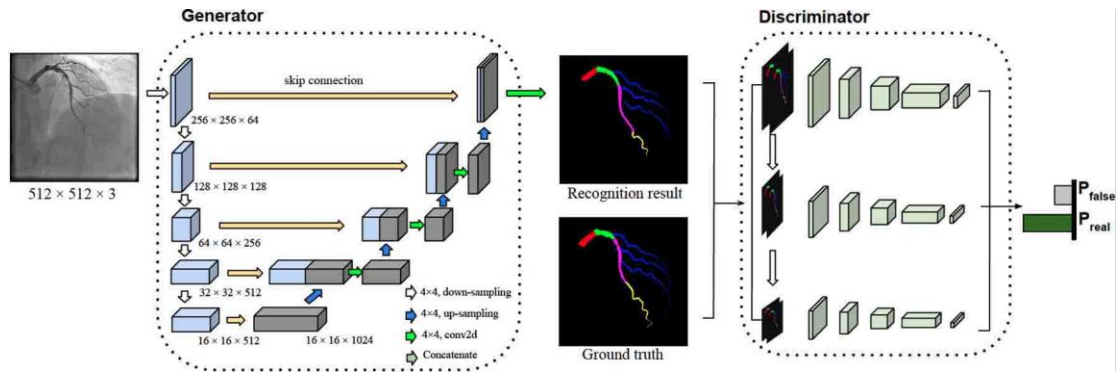 Generator
Discriminator
skip connection
256 × 256 × 64
128 × 128 × 128
512 × 512 × 3
Recognition result
P false
P real
64 × 64 × 256
32 × 32 × 512
4×4, down-sampling
4×4, up-sampling
4×4, conv2d
Concatenate
16 × 16 × 512
16 × 16 × 1024
Ground truth